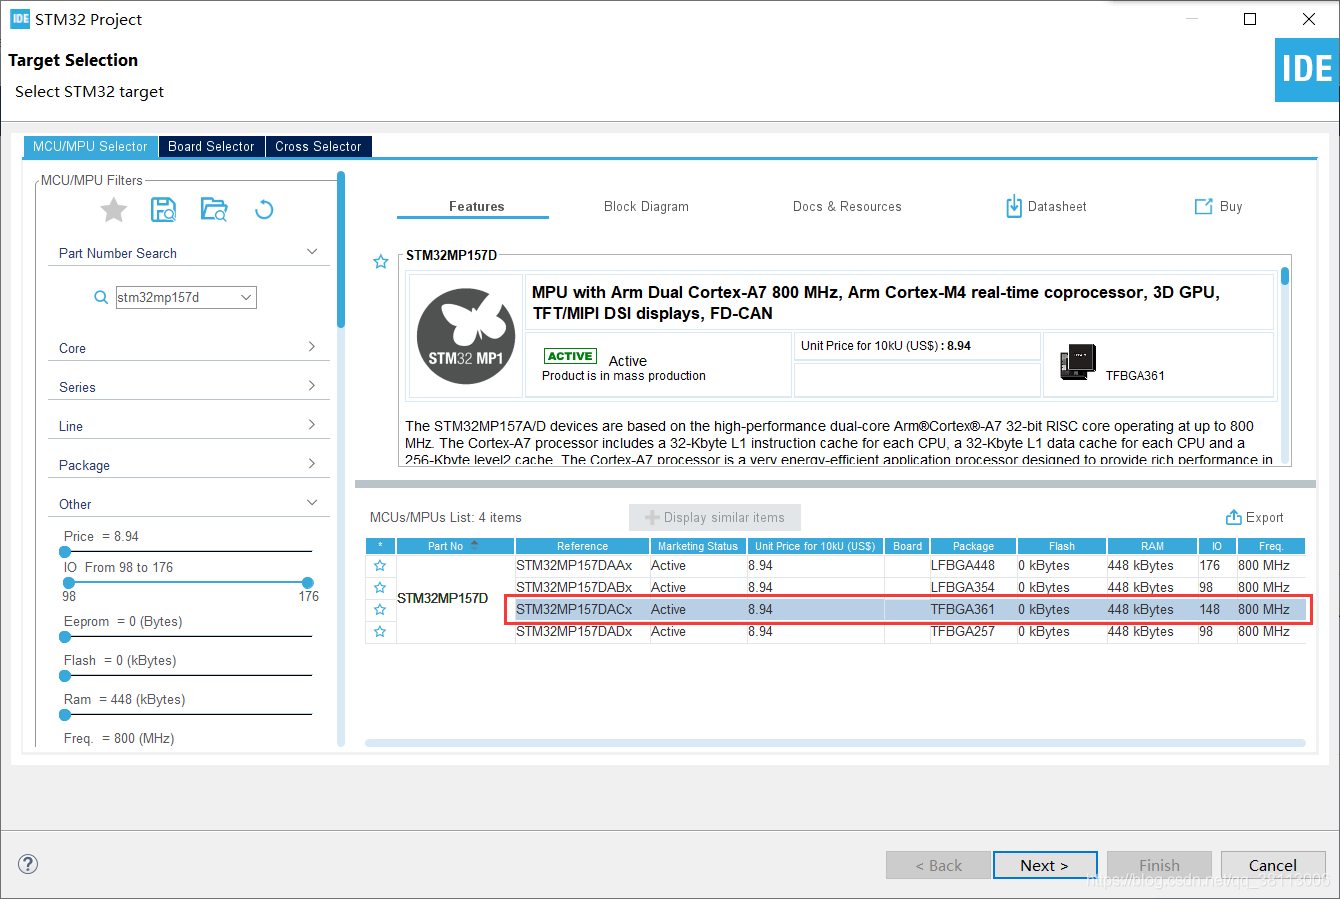 IDE STM32 Project
Target Selection
Select STM32 target
IDE
MCU/MPU Selector Board Selector Cross Selector
MCU/MPU Filters
Part Number Search
stm32mp157d
Core
Series
Line
Package
Other
Price = 8.94
IO From 98 to 176
98 176
Eeprom = 0 (Bytes)
Flash = 0 (kBytes)
Ram = 448 (kBytes)
Freq. = 800 (MHz)
Features Block Diagram Docs & Resources Datasheet Buy
STM32MP157D
STM32 MP1
MPU with Arm Dual Cortex-A7 800 MHz, Arm Cortex-M4 real-time coprocessor, 3D GPU,
TFT/MIPI DSI displays, FD-CAN
ACTIVE Active
Product is in mass production
Unit Price for 10kU (US$) : 8.94
TFBGA361
The STM32MP157A/D devices are based on the high-performance dual-core Arm®Cortex®-A7 32-bit RISC core operating at up to 800
MHz. The Cortex-A7 processor includes a 32-Kbyte L1 instruction cache for each CPU, a 32-Kbyte L1 data cache for each CPU and a
256-Kbyte level2 cache. The Cortex-A7 processor is a very energy-efficient application processor designed to provide rich performance in
MCUs/MPUs List: 4 items Display similar items Export
* Part No Reference Marketing Status Unit Price for 10kU (US$) Board Package Flash RAM IO Freq.
STM32MP157D
STM32MP157DAAx Active 8.94 LFBGA448 0 kBytes 448 kBytes 176 800 MHz
STM32MP157DABx Active 8.94 LFBGA354 0 kBytes 448 kBytes 98 800 MHz
STM32MP157DACx Active 8.94 TFBGA361 0 kBytes 448 kBytes 148 800 MHz
STM32MP157DADx Active 8.94 TFBGA257 0 kBytes 448 kBytes 98 800 MHz
? < Back Next > Finish Cancel
https://blog.csdn.net/qq_38113006